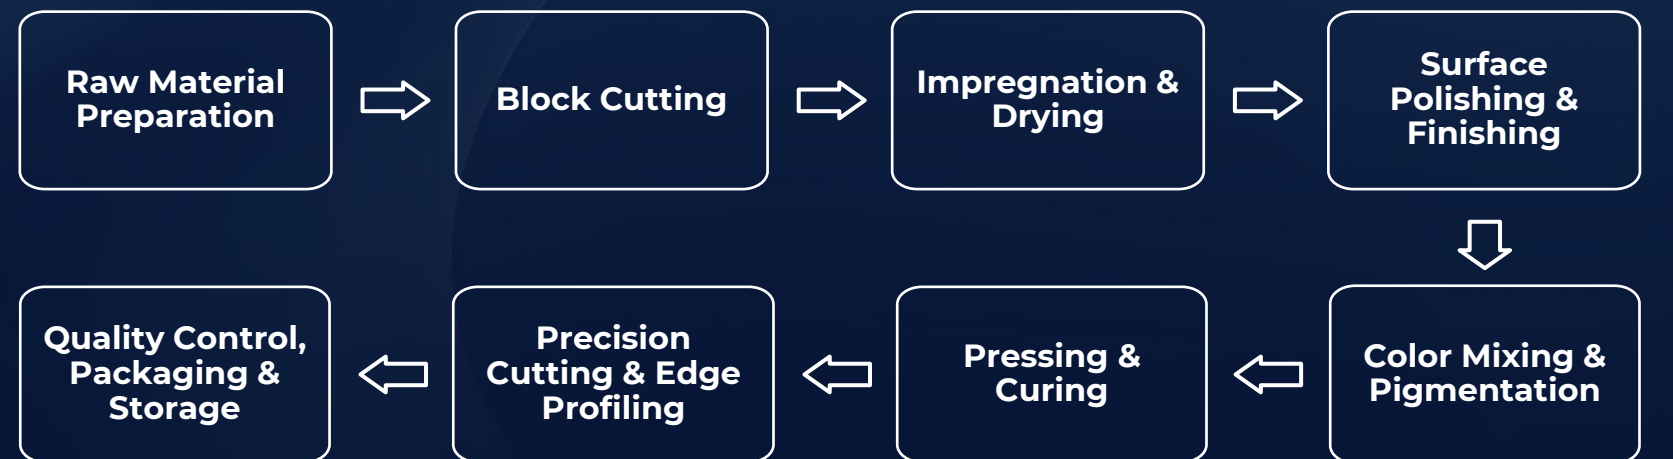 Raw Material
Preparation
Block Cutting
Impregnation &
Drying
Surface
Polishing &
Finishing
Color Mixing &
Pigmentation
Pressing &
Curing
Precision
Cutting & Edge
Profiling
Quality Control,
Packaging &
Storage